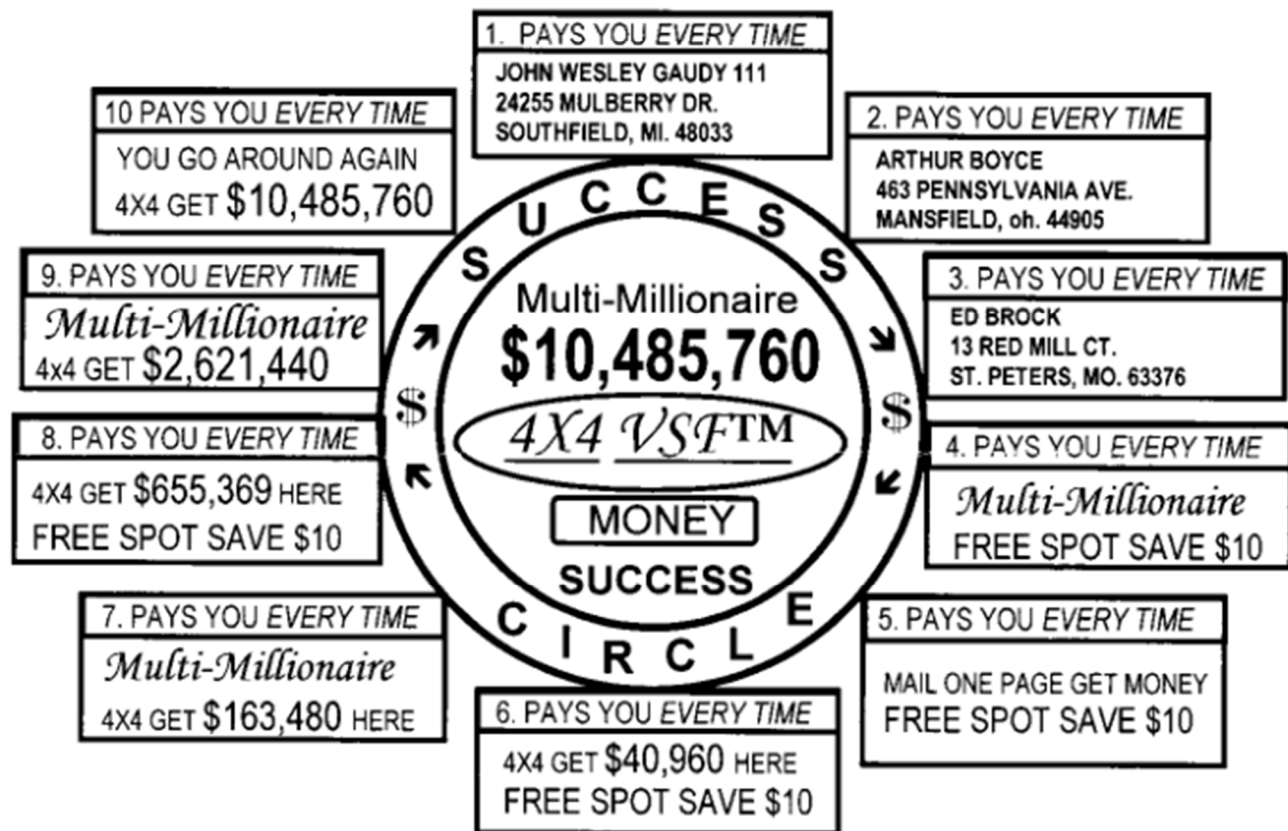 1. PAYS YOU EVERY TIME
JOHN WESLEY GAUDY 111
24255 MULBERRY DR.
SOUTHFIELD, MI. 48033
2. PAYS YOU EVERY TIME
ARTHUR BOYCE
463 PENNSYLVANIA AVE.
MANSFIELD, oh. 44905
3. PAYS YOU EVERY TIME
ED BROCK
13 RED MILL CT.
ST. PETERS, MO. 63376
4. PAYS YOU EVERY TIME
Multi-Millionaire
FREE SPOT SAVE $10
5. PAYS YOU EVERY TIME
MAIL ONE PAGE GET MONEY
FREE SPOT SAVE $10
6. PAYS YOU EVERY TIME
4X4 GET $40,960 HERE
FREE SPOT SAVE $10
7. PAYS YOU EVERY TIME
Multi-Millionaire
4X4 GET $163,480 HERE
8. PAYS YOU EVERY TIME
4X4 GET $655,369 HERE
FREE SPOT SAVE $10
9. PAYS YOU EVERY TIME
Multi-Millionaire
4x4 GET $2,621,440
10 PAYS YOU EVERY TIME
YOU GO AROUND AGAIN
4X4 GET $10,485,760
SUCCESS
$ $
CIRCLE
Multi-Millionaire
$10,485,760
4X4 VSF™
MONEY
SUCCESS